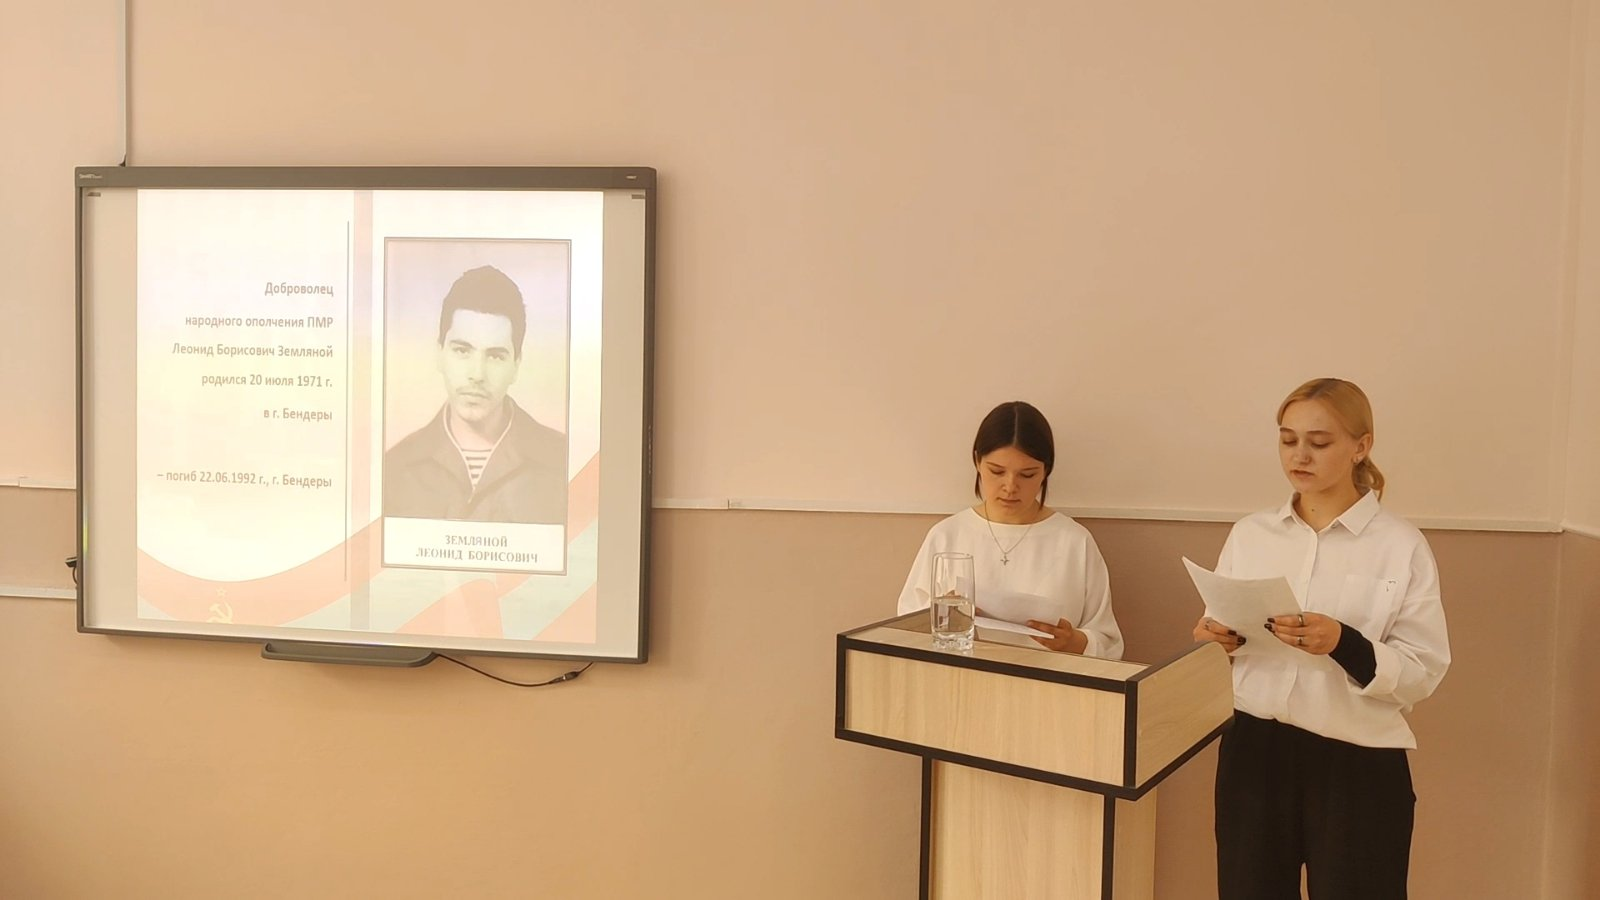 Доброволец
народного ополчения ПМР
Леонид Борисович Земляной
родился 20 июля 1971 г.
в г. Бендеры
– погиб 22.06.1992 г., г. Бендеры
ЗЕМЛЯНОЙ
ЛЕОНИД БОРИСОВИЧ